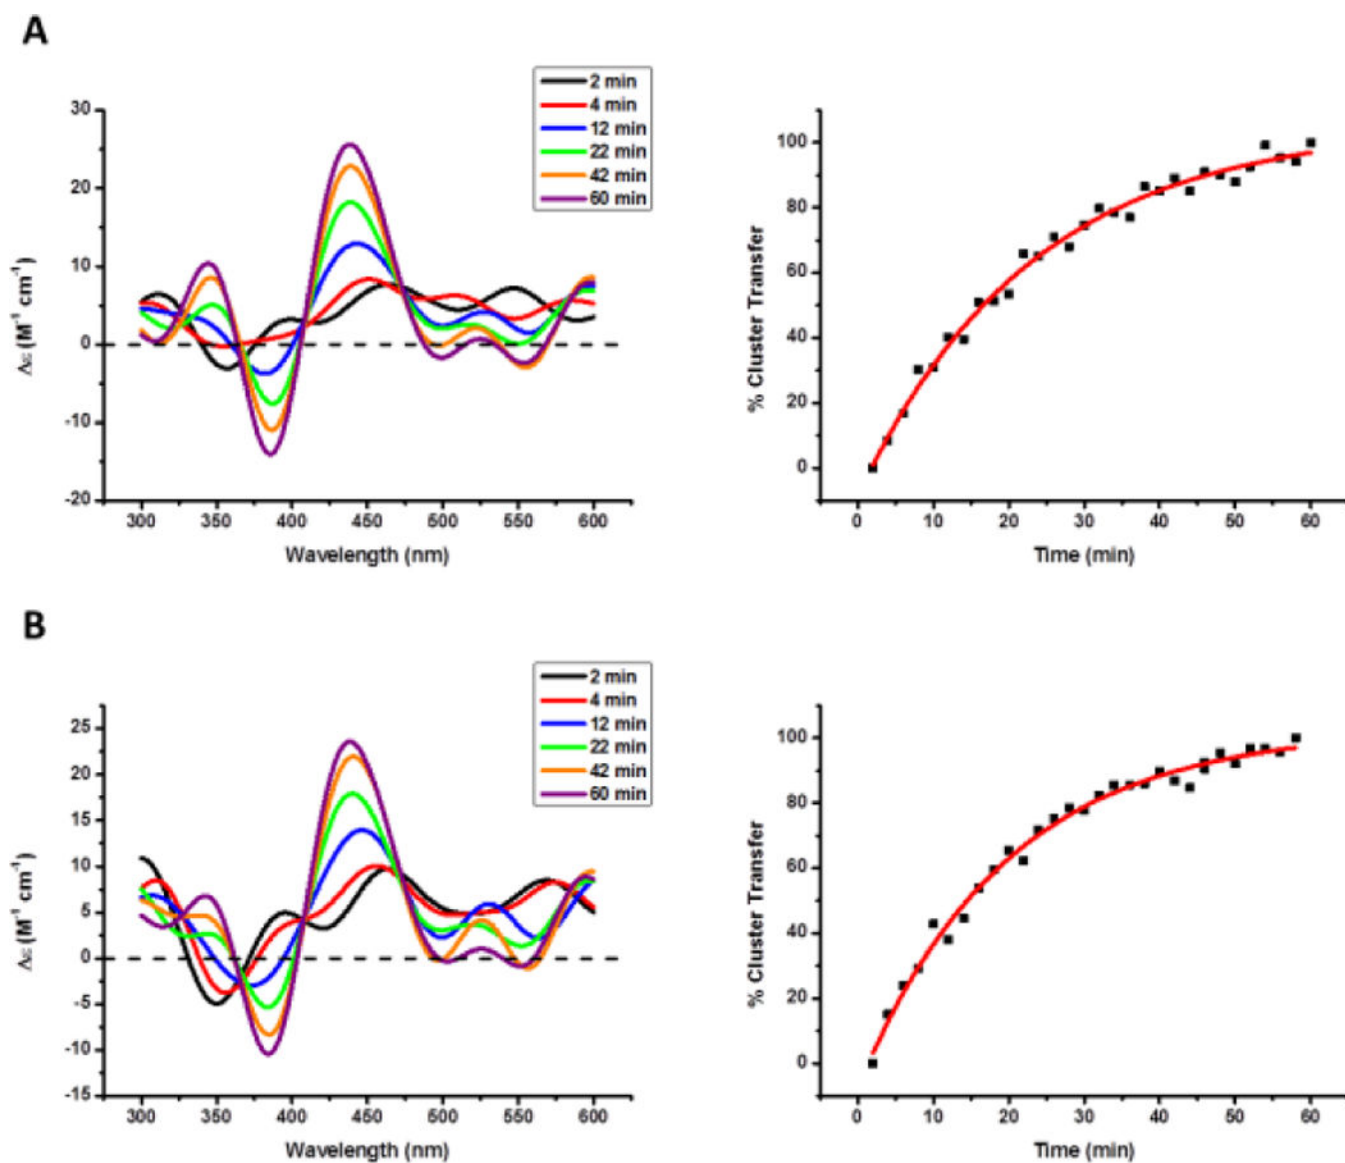 A
2 min
4 min
12 min
22 min
42 min
60 min
30
20
10
0
-10
-20
Δε (M⁻¹ cm⁻¹)
300 350 400 450 500 550 600
Wavelength (nm)
100
80
60
40
20
0
% Cluster Transfer
0 10 20 30 40 50 60
Time (min)
B
2 min
4 min
12 min
22 min
42 min
60 min
25
20
15
10
5
0
-5
-10
-15
Δε (M⁻¹ cm⁻¹)
300 350 400 450 500 550 600
Wavelength (nm)
100
80
60
40
20
0
% Cluster Transfer
0 10 20 30 40 50 60
Time (min)